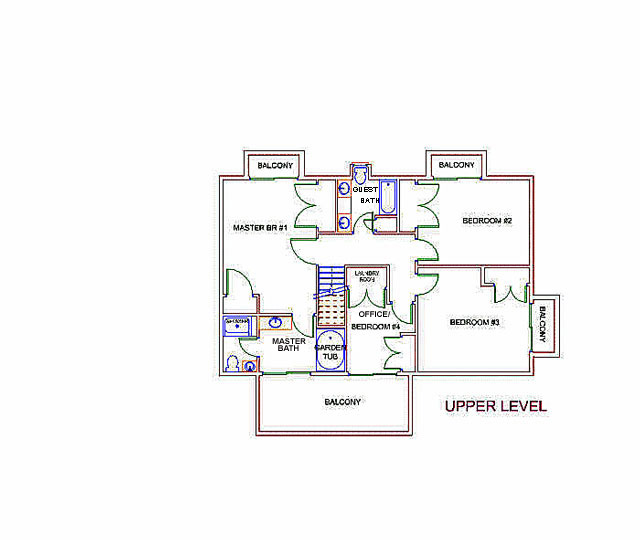 BALCONY
BALCONY
GUEST
BATH
MASTER BR #1
BEDROOM #2
LAUNDRY
ROOM
OFFICE/
BEDROOM #4
BEDROOM #3
BALCONY
SHOWER
MASTER
BATH
GARDEN
TUB
BALCONY
UPPER LEVEL